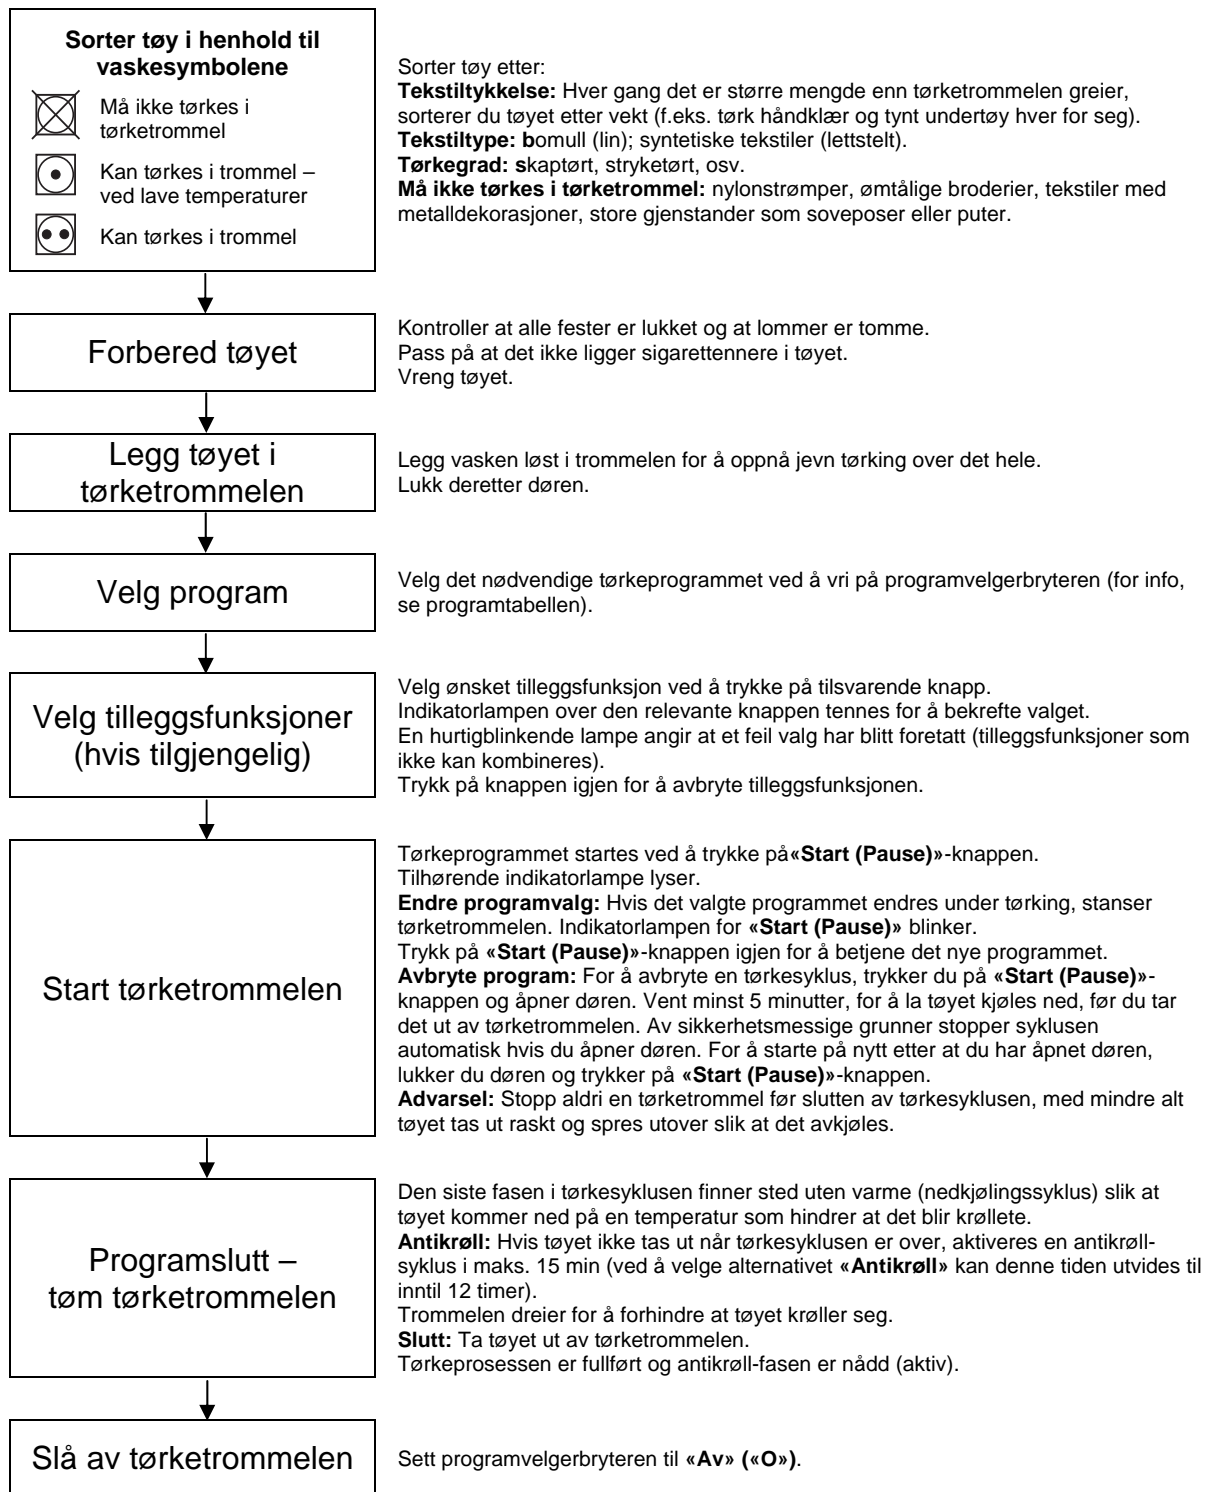 Sorter tøy i henhold til
vaskesymbolene
Må ikke tørkes i
tørketrommel
Kan tørkes i trommel –
ved lave temperaturer
Kan tørkes i trommel
Sorter tøy etter:
Tekstiltykkelse: Hver gang det er større mengde enn tørketrommelen greier,
sorterer du tøyet etter vekt (f.eks. tørk håndklær og tynt undertøy hver for seg).
Tekstiltype: bomull (lin); syntetiske tekstiler (lettstelt).
Tørkegrad: skaptørt, stryketørt, osv.
Må ikke tørkes i tørketrommel: nylonstrømper, ømtålige broderier, tekstiler med
metalldekorasjoner, store gjenstander som soveposer eller puter.
Forbered tøyet
Kontroller at alle fester er lukket og at lommer er tomme.
Pass på at det ikke ligger sigarettennere i tøyet.
Vreng tøyet.
Legg tøyet i
tørketrommelen
Legg vasken løst i trommelen for å oppnå jevn tørking over det hele.
Lukk deretter døren.
Velg program
Velg det nødvendige tørkeprogrammet ved å vri på programvelgerbryteren (for info,
se programtabellen).
Velg tilleggsfunksjoner
(hvis tilgjengelig)
Velg ønsket tilleggsfunksjon ved å trykke på tilsvarende knapp.
Indikatorlampen over den relevante knappen tennes for å bekrefte valget.
En hurtigblinkende lampe angir at et feil valg har blitt foretatt (tilleggsfunksjoner som
ikke kan kombineres).
Trykk på knappen igjen for å avbryte tilleggsfunksjonen.
Start tørketrommelen
Tørkeprogrammet startes ved å trykke på«Start (Pause)»-knappen.
Tilhørende indikatorlampe lyser.
Endre programvalg: Hvis det valgte programmet endres under tørking, stanser
tørketrommelen. Indikatorlampen for «Start (Pause)» blinker.
Trykk på «Start (Pause)»-knappen igjen for å betjene det nye programmet.
Avbryte program: For å avbryte en tørkesyklus, trykker du på «Start (Pause)»-
knappen og åpner døren. Vent minst 5 minutter, for å la tøyet kjøles ned, før du tar
det ut av tørketrommelen. Av sikkerhetsmessige grunner stopper syklusen
automatisk hvis du åpner døren. For å starte på nytt etter at du har åpnet døren,
lukker du døren og trykker på «Start (Pause)»-knappen.
Advarsel: Stopp aldri en tørketrommel før slutten av tørkesyklusen, med mindre alt
tøyet tas ut raskt og spres utover slik at det avkjøles.
Programslutt –
tøm tørketrommelen
Den siste fasen i tørkesyklusen finner sted uten varme (nedkjølingssyklus) slik at
tøyet kommer ned på en temperatur som hindrer at det blir krøllete.
Antikrøll: Hvis tøyet ikke tas ut når tørkesyklusen er over, aktiveres en antikrøll-
syklus i maks. 15 min (ved å velge alternativet «Antikrøll» kan denne tiden utvides til
inntil 12 timer).
Trommelen dreier for å forhindre at tøyet krøller seg.
Slutt: Ta tøyet ut av tørketrommelen.
Tørkeprosessen er fullført og antikrøll-fasen er nådd (aktiv).
Slå av tørketrommelen
Sett programvelgerbryteren til «Av» («O»).